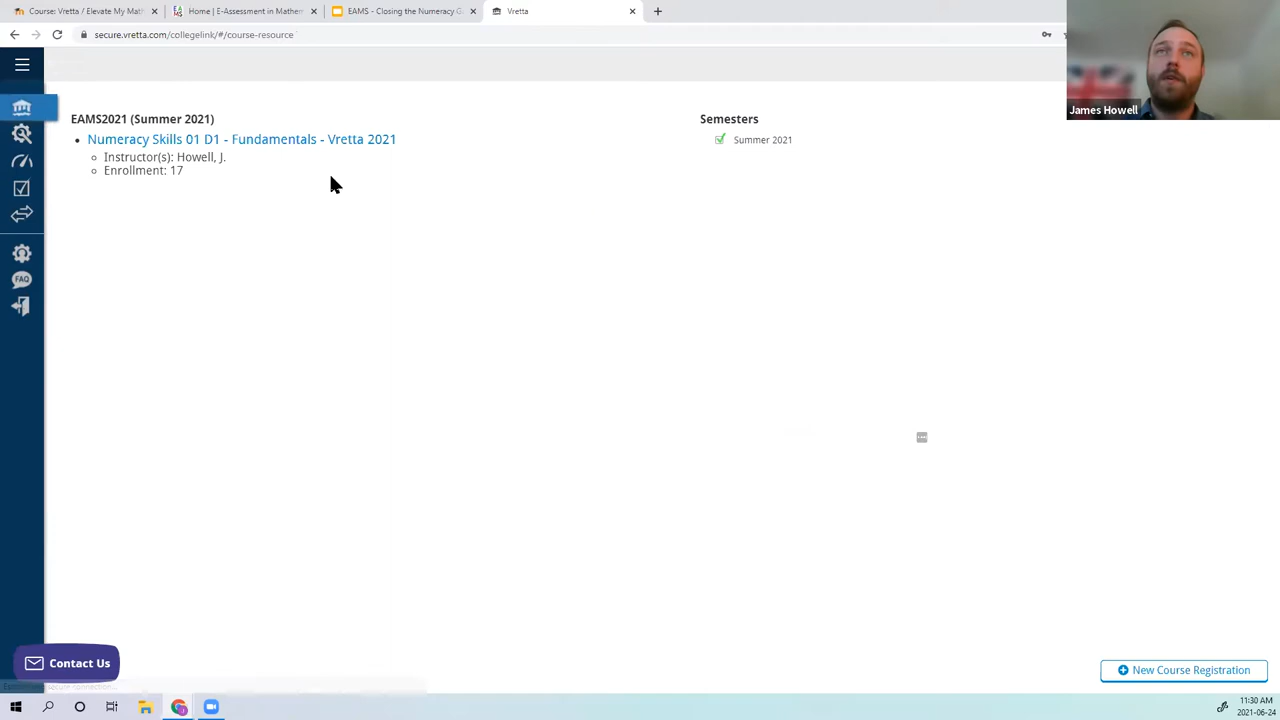 Course: Vretta / Elevate My Ma
Home | E-Assessment in Mathem
EAMS - Closing the Numeracy G
Vretta
secure.vretta.com/collegelink/#/course-resource
James Howell
EAMS2021 (Summer 2021)
Semesters
Numeracy Skills 01 D1 - Fundamentals - Vretta 2021
Summer 2021
Instructor(s): Howell, J.
Enrollment: 17
FAQ
Contact Us
New Course Registration
11:30 AM
2021-06-24